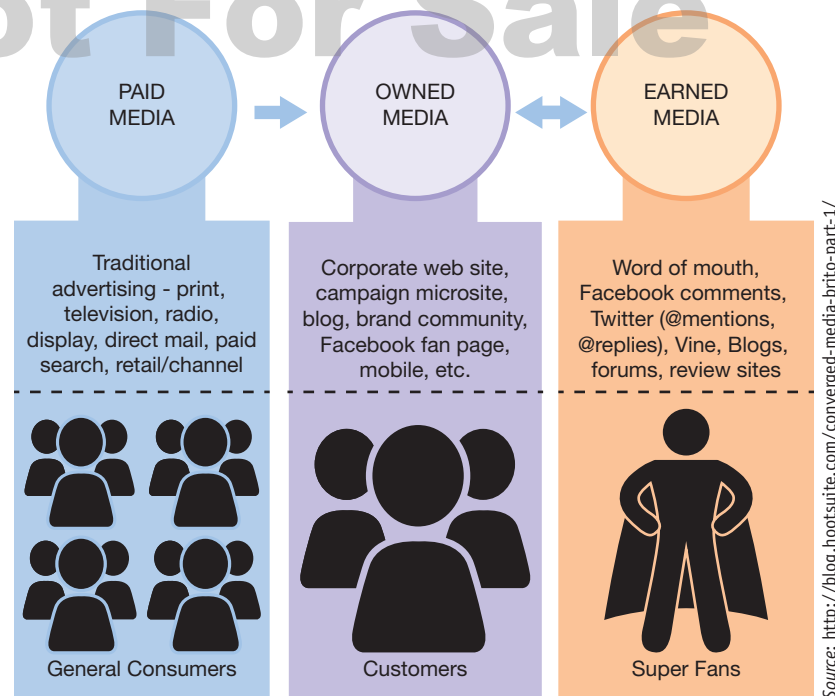 ot For Sale
PAID
MEDIA
OWNED
MEDIA
EARNED
MEDIA
Traditional
advertising - print,
television, radio,
display, direct mail, paid
search, retail/channel
General Consumers
Corporate web site,
campaign microsite,
blog, brand community,
Facebook fan page,
mobile, etc.
Customers
Word of mouth,
Facebook comments,
Twitter (@mentions,
@replies), Vine, Blogs,
forums, review sites
Super Fans
Source: http://blog.hootsuite.com/converged-media-brito-part-1/